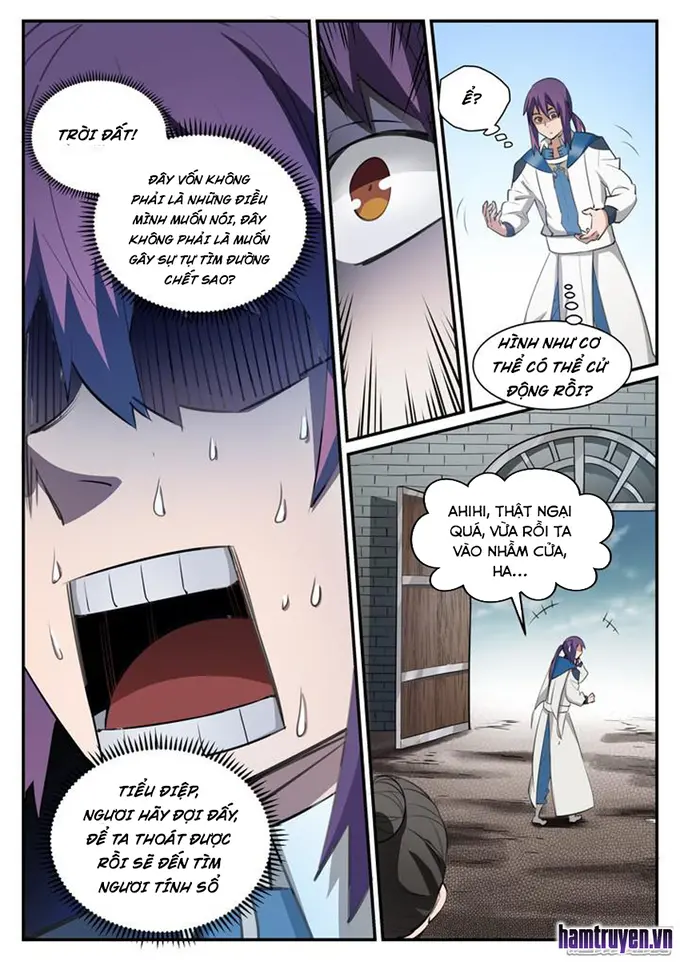 TRỜI ĐẤT!
ĐÂY VỐN KHÔNG
PHẢI LÀ NHỮNG ĐIỀU
MÌNH MUỐN NÓI, ĐÂY
KHÔNG PHẢI LÀ MUỐN
GÂY SỰ TỰ TÌM ĐƯỜNG
CHẾT SAO?
Ể?
HÌNH NHƯ CƠ
THỂ CÓ THỂ CỬ
ĐỘNG RỒI?
AHIHI, THẬT NGẠI
QUÁ, VỪA RỒI TA
VÀO NHẦM CỬA,
HA...
TIỂU ĐIỆP,
NGƯƠI HÃY ĐỢI ĐẤY,
ĐỂ TA THOÁT ĐƯỢC
RỒI SẼ ĐẾN TÌM
NGƯƠI TÍNH SỔ
hamtruyen.vn